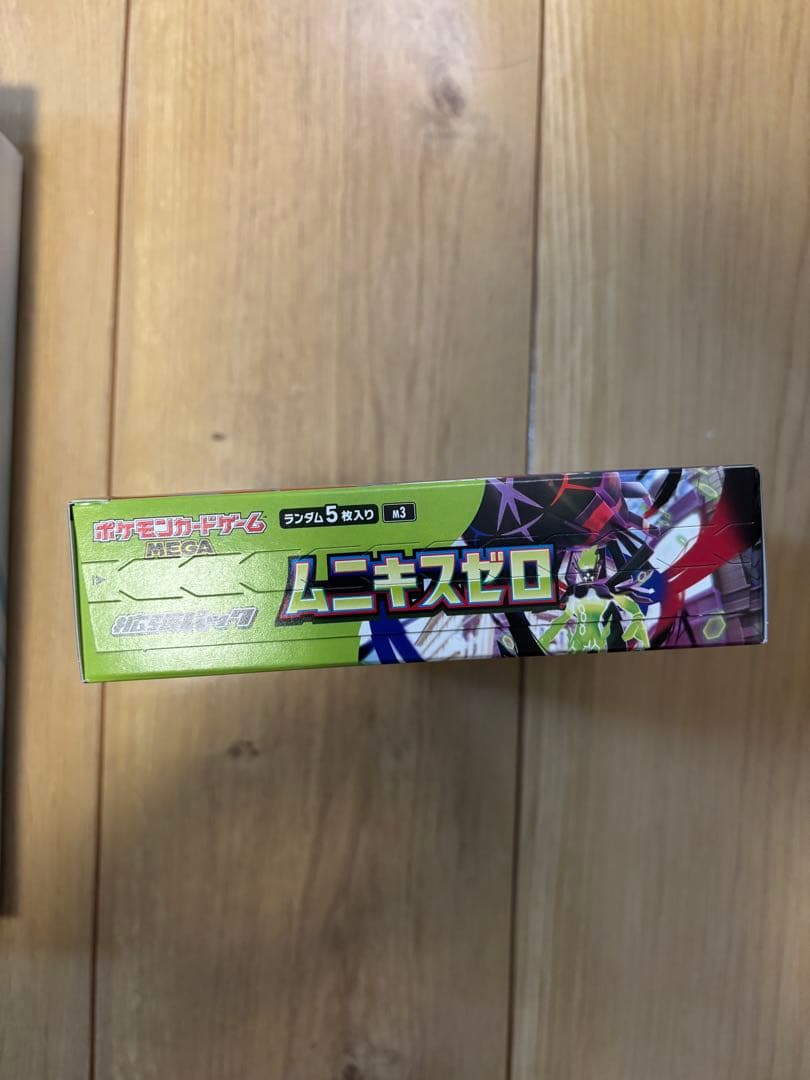 ポケモンカードゲーム
MEGA
ランダム5枚入り
M3
拡張パック
ムニキスゼロ